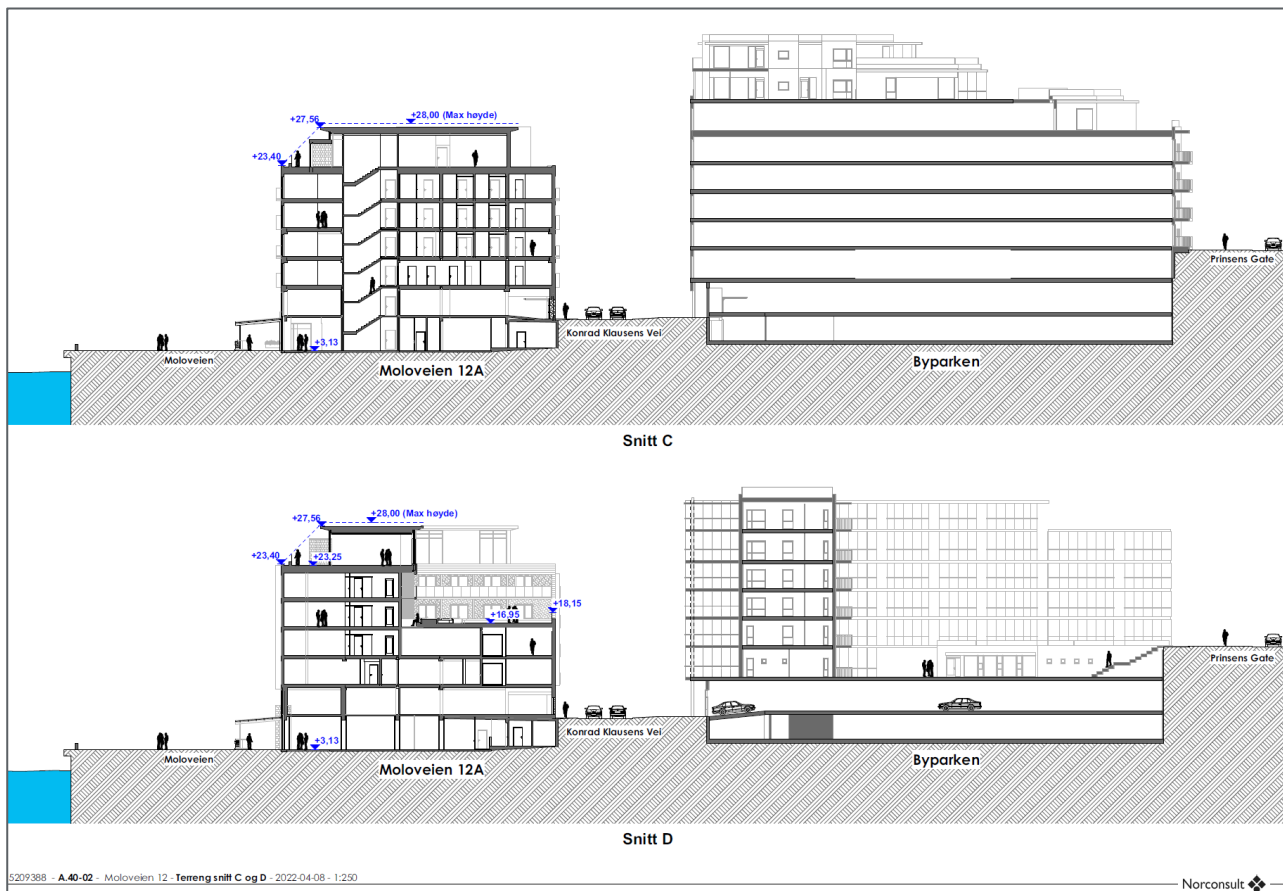 +28,00 (Max høyde)
+27,56
+23,40
Prinsens Gate
Konrad Klausens Vei
+3,13
Moloveien
Moloveien 12A
Byparken
Snitt C
+28,00 (Max høyde)
+27,56
+23,40
+23,25
+18,15
+16,95
Prinsens Gate
Konrad Klausens Vei
+3,13
Moloveien
Moloveien 12A
Byparken
Snitt D
5209388 - A.40-02 - Moloveien 12 - Terreng snitt C og D - 2022-04-08 - 1:250
Norconsult